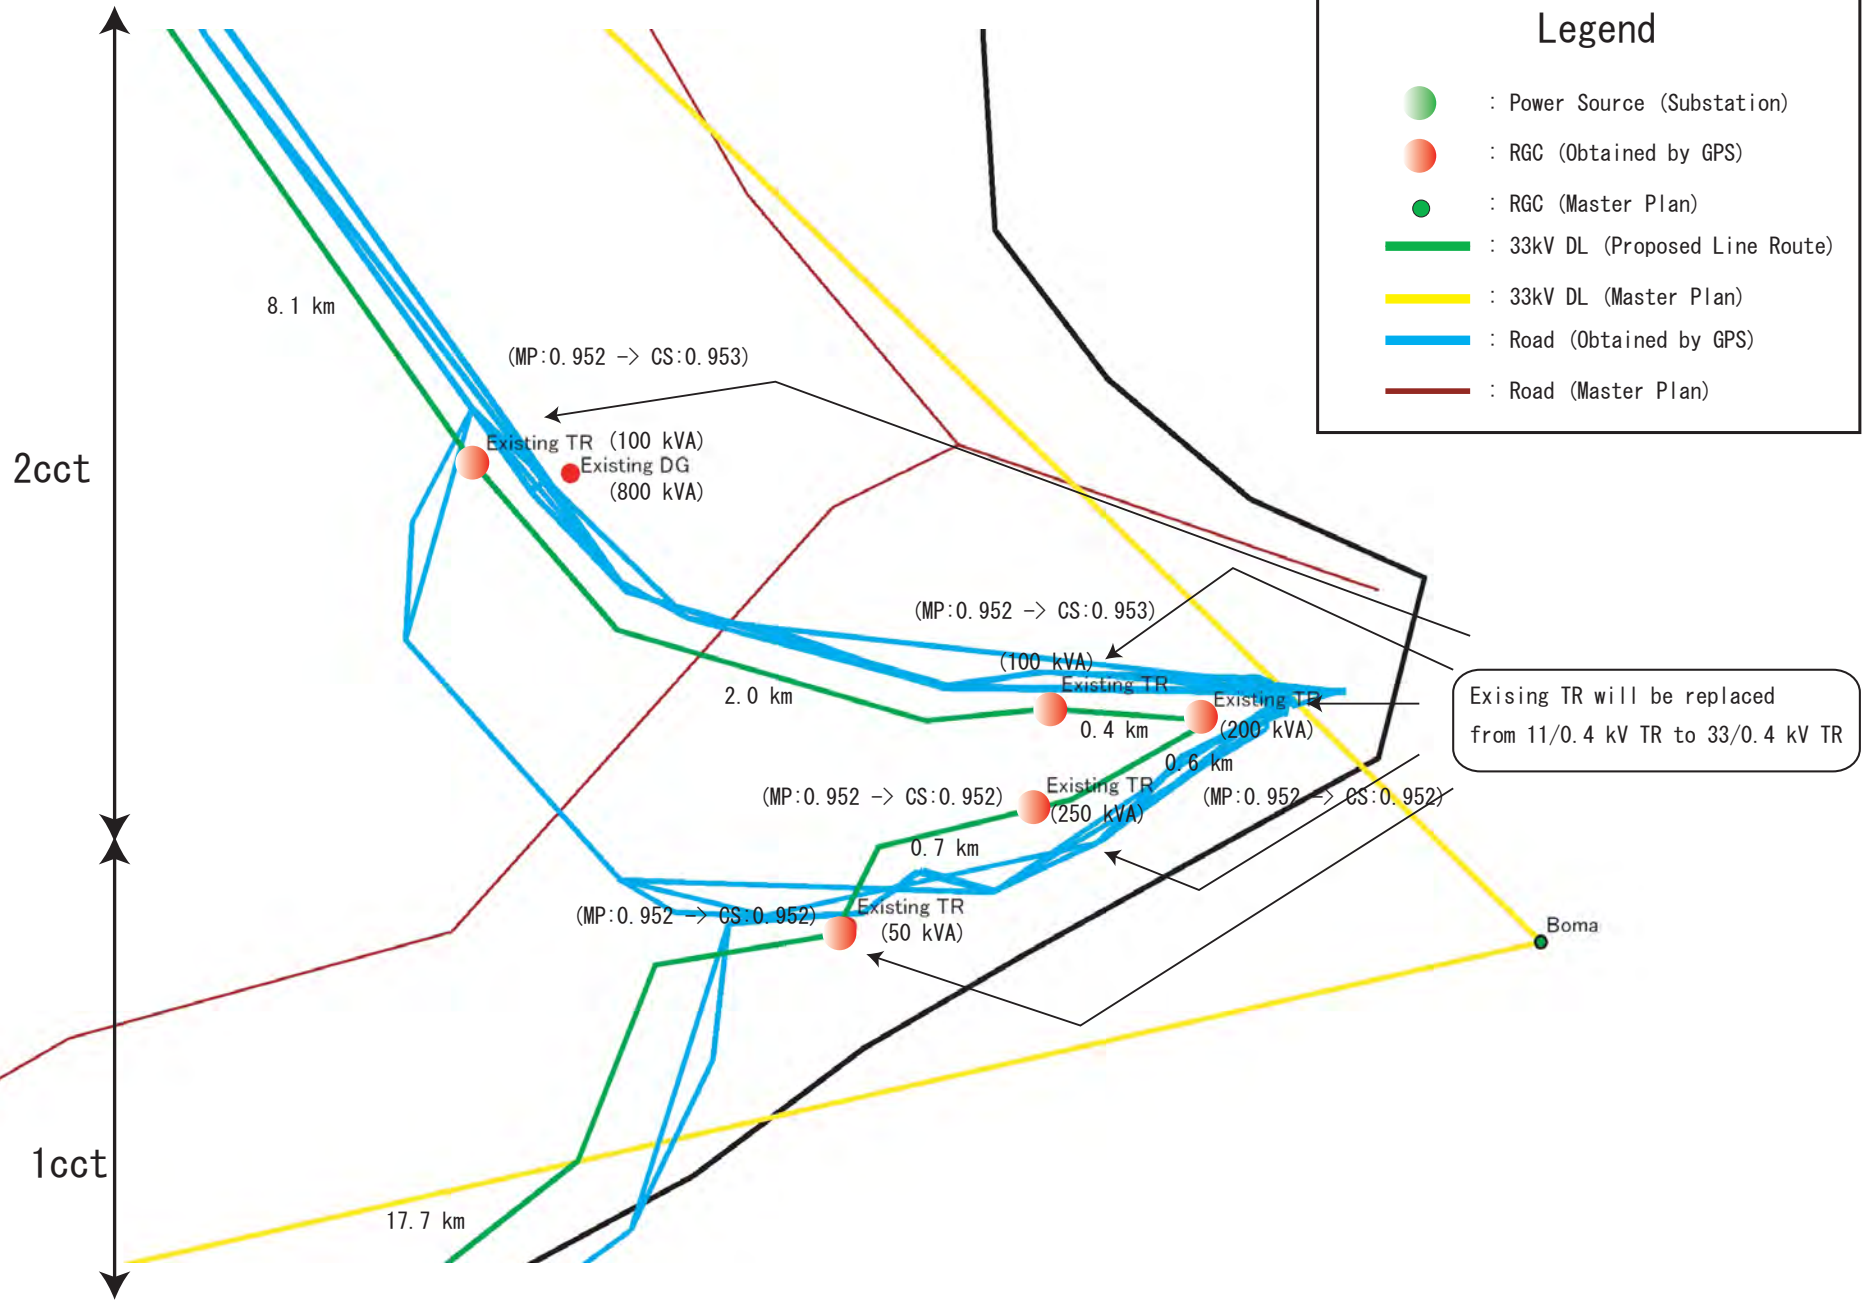 Legend
: Power Source (Substation)
: RGC (Obtained by GPS)
: RGC (Master Plan)
: 33kV DL (Proposed Line Route)
: 33kV DL (Master Plan)
: Road (Obtained by GPS)
: Road (Master Plan)
8.1 km
(MP:0.952 -> CS:0.953)
Existing TR (100 kVA)
Existing DG
(800 kVA)
2cct
(MP:0.952 -> CS:0.953)
(100 kVA)
Existing TR
2.0 km
0.4 km
Existing TR
(200 kVA)
Exising TR will be replaced
from 11/0.4 kV TR to 33/0.4 kV TR
0.6 km
(MP:0.952 -> CS:0.952)
Existing TR
(250 kVA)
(MP:0.952 -> CS:0.952)
0.7 km
(MP:0.952 -> CS:0.952)
Existing TR
(50 kVA)
Boma
1cct
17.7 km